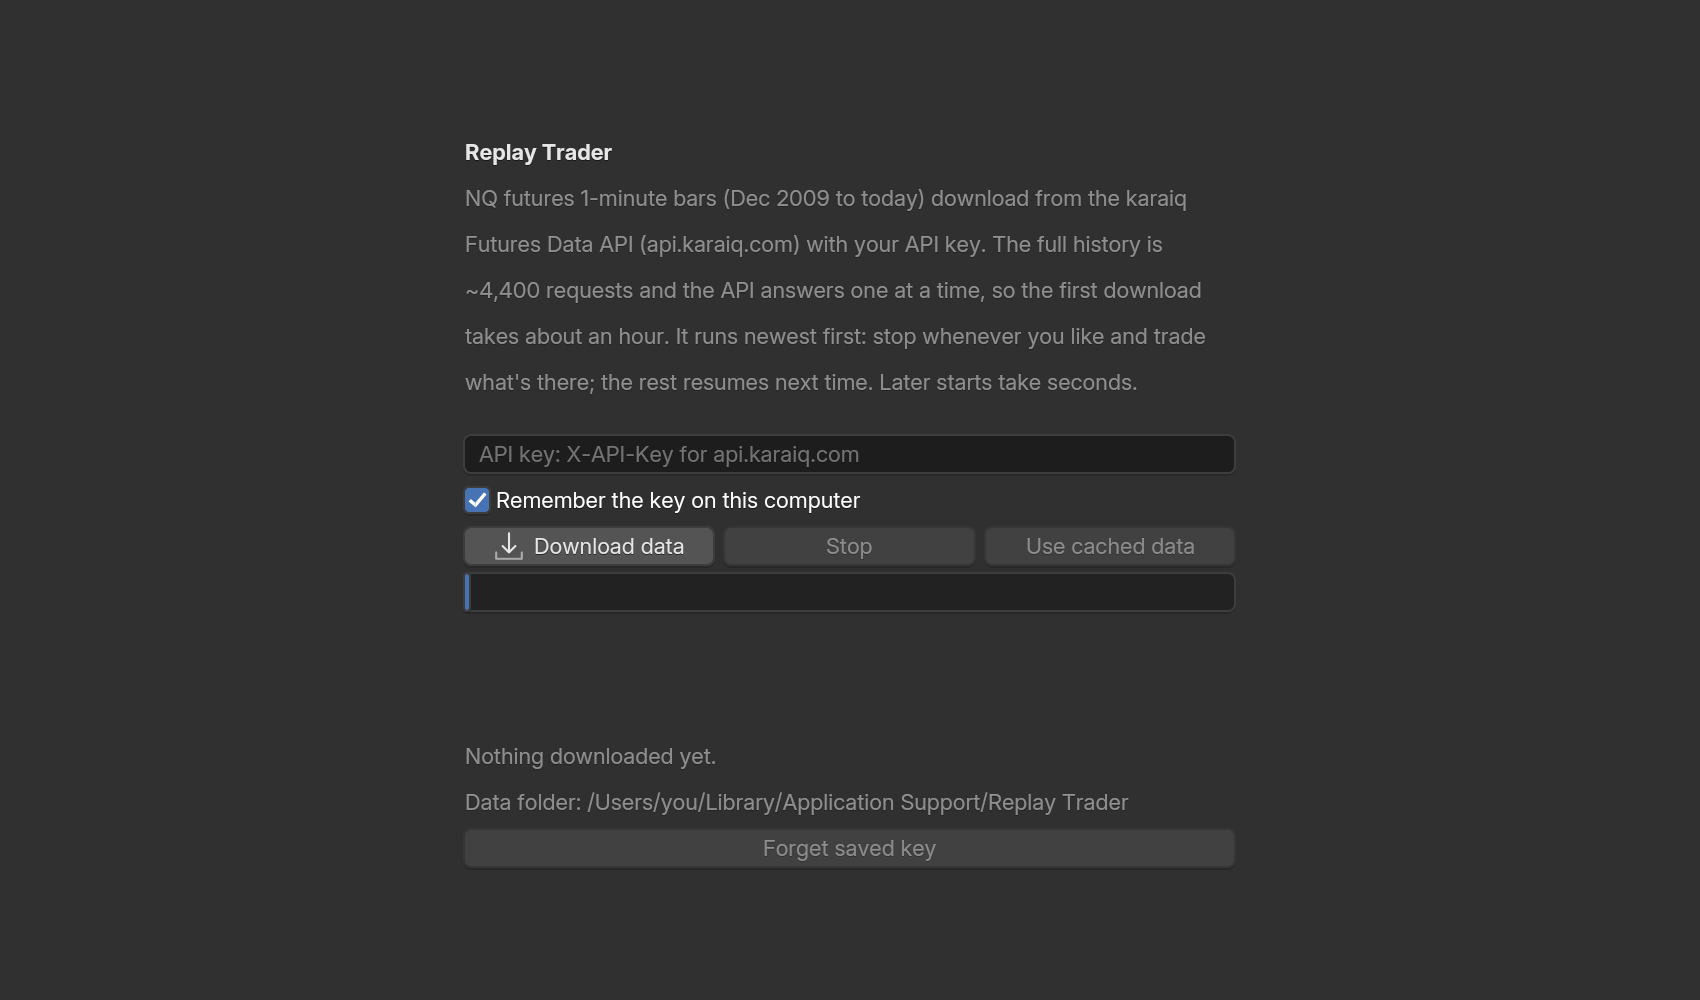 Replay Trader
NQ futures 1-minute bars (Dec 2009 to today) download from the karaiq
Futures Data API (api.karaiq.com) with your API key. The full history is
~4,400 requests and the API answers one at a time, so the first download
takes about an hour. It runs newest first: stop whenever you like and trade
what's there; the rest resumes next time. Later starts take seconds.
API key: X-API-Key for api.karaiq.com
Remember the key on this computer
Download data
Stop
Use cached data
Nothing downloaded yet.
Data folder: /Users/you/Library/Application Support/Replay Trader
Forget saved key